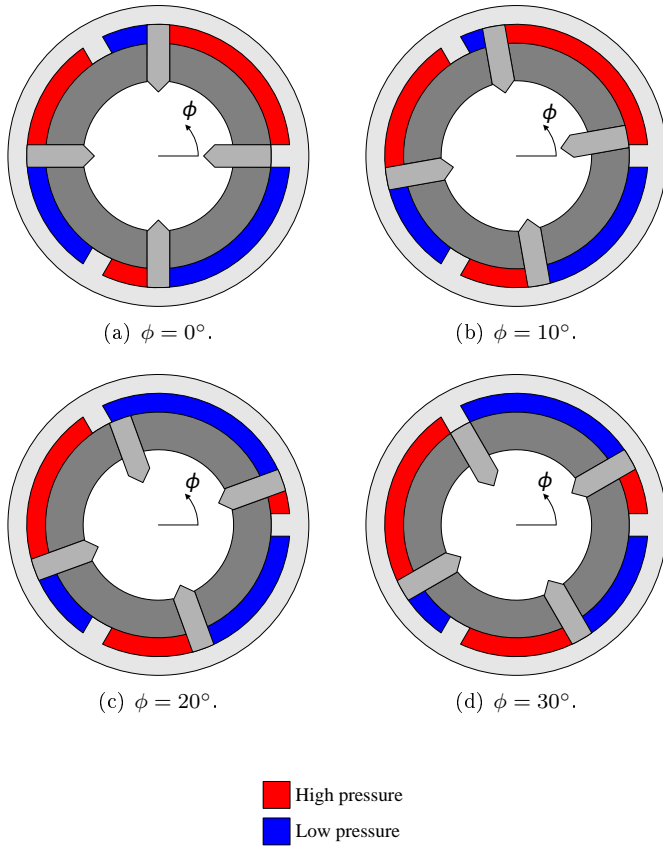 ϕ
ϕ
(a) ϕ = 0°.
(b) ϕ = 10°.
ϕ
ϕ
(c) ϕ = 20°.
(d) ϕ = 30°.
High pressure
Low pressure